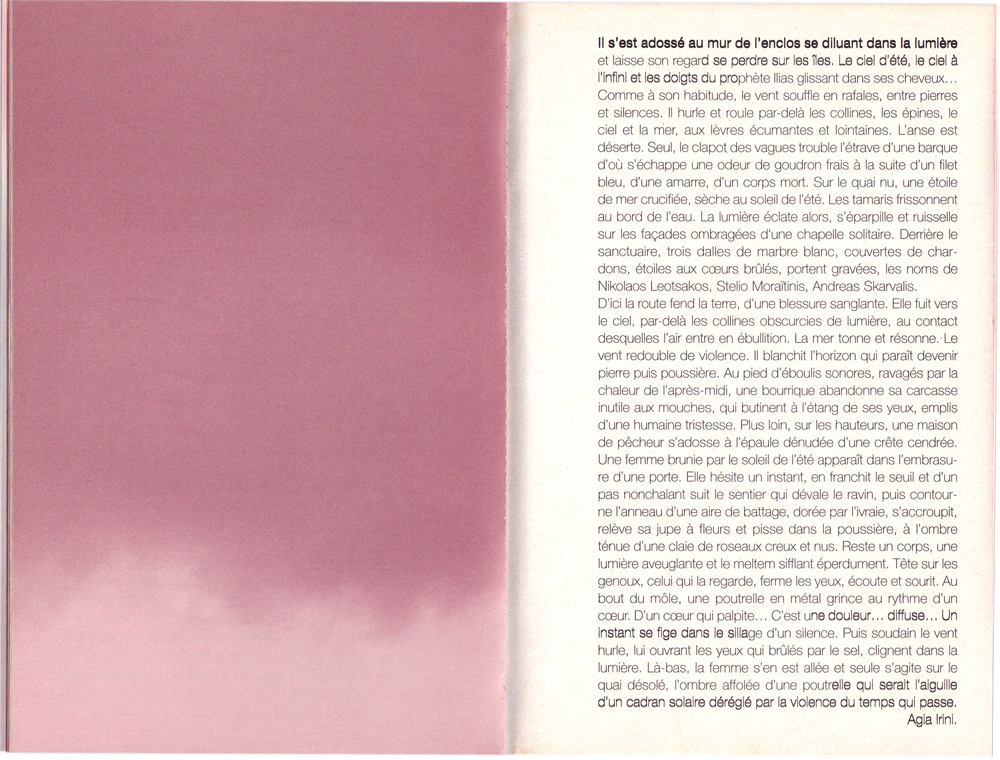 Il s'est adossé au mur de l'enclos se diluant dans la lumière
et laisse son regard se perdre sur les îles. Le ciel d'été, le ciel à
l'infini et les doigts du prophète Ilias glissant dans ses cheveux…
Comme à son habitude, le vent souffle en rafales, entre pierres
et silences. Il hurle et roule par-delà les collines, les épines, le
ciel et la mer, aux lèvres écumantes et lointaines. L'anse est
déserte. Seul, le clapot des vagues trouble l'étrave d'une barque
d'où s'échappe une odeur de goudron frais à la suite d'un filet
bleu, d'une amarre, d'un corps mort. Sur le quai nu, une étoile
de mer crucifiée, sèche au soleil de l'été. Les tamaris frissonnent
au bord de l'eau. La lumière éclate alors, s'éparpille et ruisselle
sur les façades ombragées d'une chapelle solitaire. Derrière le
sanctuaire, trois dalles de marbre blanc, couvertes de char-
dons, étoiles aux cœurs brûlés, portent gravées, les noms de
Nikolaos Leotsakos, Stelio Moraïtinis, Andreas Skarvalis.
D'ici la route fend la terre, d'une blessure sanglante. Elle fuit vers
le ciel, par-delà les collines obscurcies de lumière, au contact
desquelles l'air entre en ébullition. La mer tonne et résonne. Le
vent redouble de violence. Il blanchit l'horizon qui paraît devenir
pierre puis poussière. Au pied d'éboulis sonores, ravagés par la
chaleur de l'après-midi, une bourrique abandonne sa carcasse
inutile aux mouches, qui butinent à l'étang de ses yeux, emplis
d'une humaine tristesse. Plus loin, sur les hauteurs, une maison
de pêcheur s'adosse à l'épaule dénudée d'une crête cendrée.
Une femme brunie par le soleil de l'été apparaît dans l'embrasu-
re d'une porte. Elle hésite un instant, en franchit le seuil et d'un
pas nonchalant suit le sentier qui dévale le ravin, puis contour-
ne l'anneau d'une aire de battage, dorée par l'ivraie, s'accroupit,
relève sa jupe à fleurs et pisse dans la poussière, à l'ombre
ténue d'une claie de roseaux creux et nus. Reste un corps, une
lumière aveuglante et le meltem sifflant éperdument. Tête sur les
genoux, celui qui la regarde, ferme les yeux, écoute et sourit. Au
bout du môle, une poutrelle en métal grince au rythme d'un
cœur. D'un cœur qui palpite… C'est une douleur… diffuse… Un
instant se fige dans le sillage d'un silence. Puis soudain le vent
hurle, lui ouvrant les yeux qui brûlés par le sel, clignent dans la
lumière. Là-bas, la femme s'en est allée et seule s'agite sur le
quai désolé, l'ombre affolée d'une poutrelle qui serait l'aiguille
d'un cadran solaire déréglé par la violence du temps qui passe.
Agia Irini.